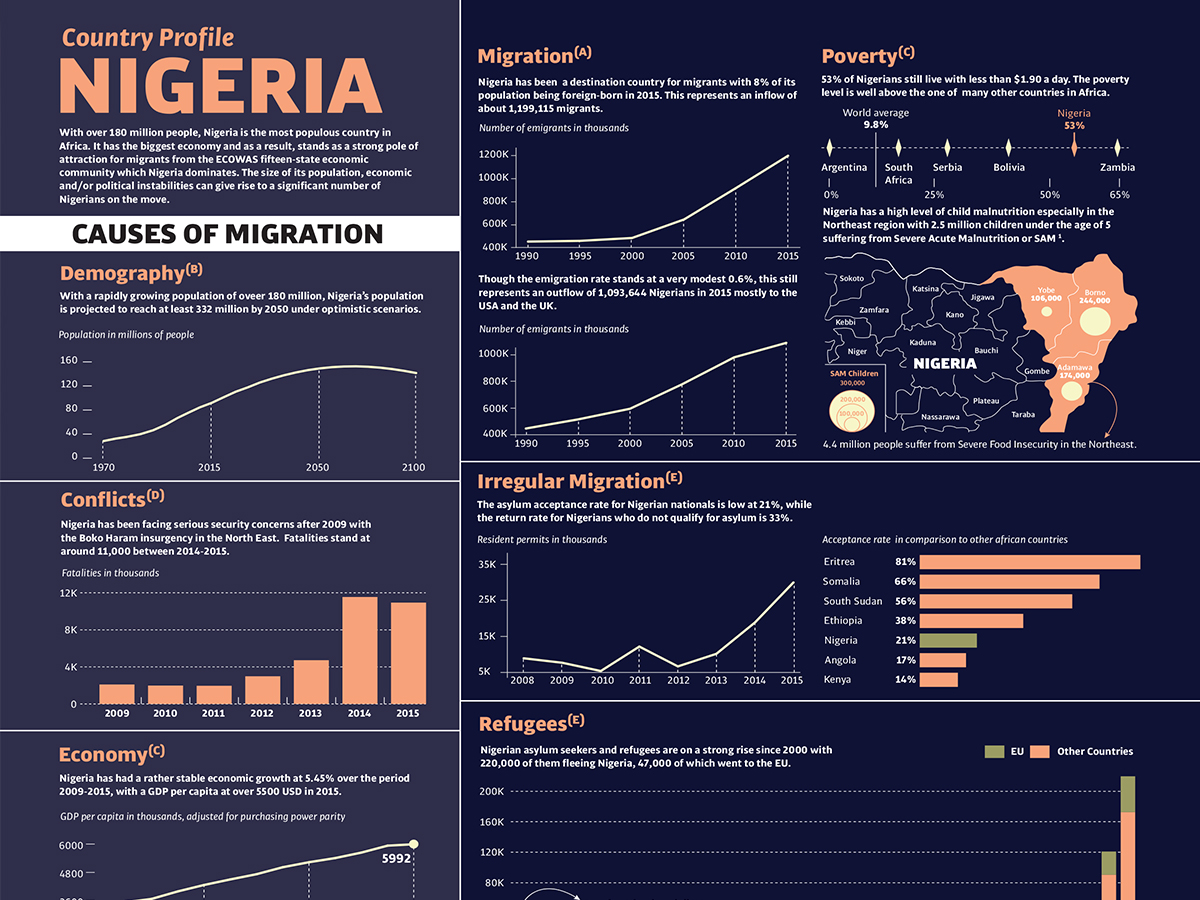 Country Profile
NIGERIA
With over 180 million people, Nigeria is the most populous country in
Africa. It has the biggest economy and as a result, stands as a strong pole of
attraction for migrants from the ECOWAS fifteen-state economic
community which Nigeria dominates. The size of its population, economic
and/or political instabilities can give rise to a significant number of
Nigerians on the move.
CAUSES OF MIGRATION
Demography(B)
With a rapidly growing population of oveer 180 million, Nigeria's population
is projected to reach at least 332 million by 2050 under optimistic scenarios.
Population in millions of people
160
120
80
40
0
1970 2015 2050 2100
Conflicts(D)
Nigeria has been facing serious security concerns after 2009 with
the Boko Haram insurgency in the North East. Fatalities stand at
around 11,000 between 2014-2015.
Fatalities in thousands
12K
8K
4K
0
2009 2010 2011 2012 2013 2014 2015
Economy(C)
Nigeria has had a rather stable economic growth at 5.45% over the period
2009-2015, with a GDP per capita at over 5500 USD in 2015.
GDP per capita in thousands, adjusted for purchasing power parity
6000
5992
4800
Migration(A)
Nigeria has been a destination country for migrants with 8% of its
population being foreign-born in 2015. This represents an inflow of
about 1,199,115 migrants.
Number of emigrants in thousands
1200K
1000K
800K
600K
400K
1990 1995 2000 2005 2010 2015
Though the emigration rate stands at a very modest 0.6%, this still
represents an outflow of 1,093,644 Nigerians in 2015 mostly to the
USA and the UK.
Number of emigrants in thousands
1000K
800K
600K
400K
1990 1995 2000 2005 2010 2015
Poverty(C)
53% of Nigerians still live with less than $1.90 a day. The poverty
level is well above the one of many other countries in Africa.
World average
9.8%
Nigeria
53%
Argentina South Africa Serbia Bolivia Zambia
0% 25% 50% 65%
Nigeria has a high level of child malnutrition especially in the
Northeast region with 2.5 million children under the age of 5
suffering from Severe Acute Malnutrition or SAM ¹.
Sokoto
Katsina
Jigawa
Yobe
106,000
Borno
244,000
Zamfara
Kano
Kebbi
Kaduna
Niger
Bauchi
NIGERIA
Gombe
Adamawa
174,000
SAM Children
300,000
200,000
100,000
Plateau
Nassarawa
Taraba
4.4 million people suffer from Severe Food Insecurity in the Northeast.
Irregular Migration(E)
The asylum acceptance rate for Nigerian nationals is low at 21%, while
the return rate for Nigerians who do not qualify for asylum is 33%.
Resident permits in thousands
35K
25K
15K
5K
2008 2009 2010 2011 2012 2013 2014 2015
Acceptance rate in comparison to other african countries
Eritrea 81%
Somalia 66%
South Sudan 56%
Ethiopia 38%
Nigeria 21%
Angola 17%
Kenya 14%
Refugees(E)
Nigerian asylum seekers and refugees are on a strong rise since 2000 with
220,000 of them fleeing Nigeria, 47,000 of which went to the EU.
EU Other Countries
200K
160K
120K
80K